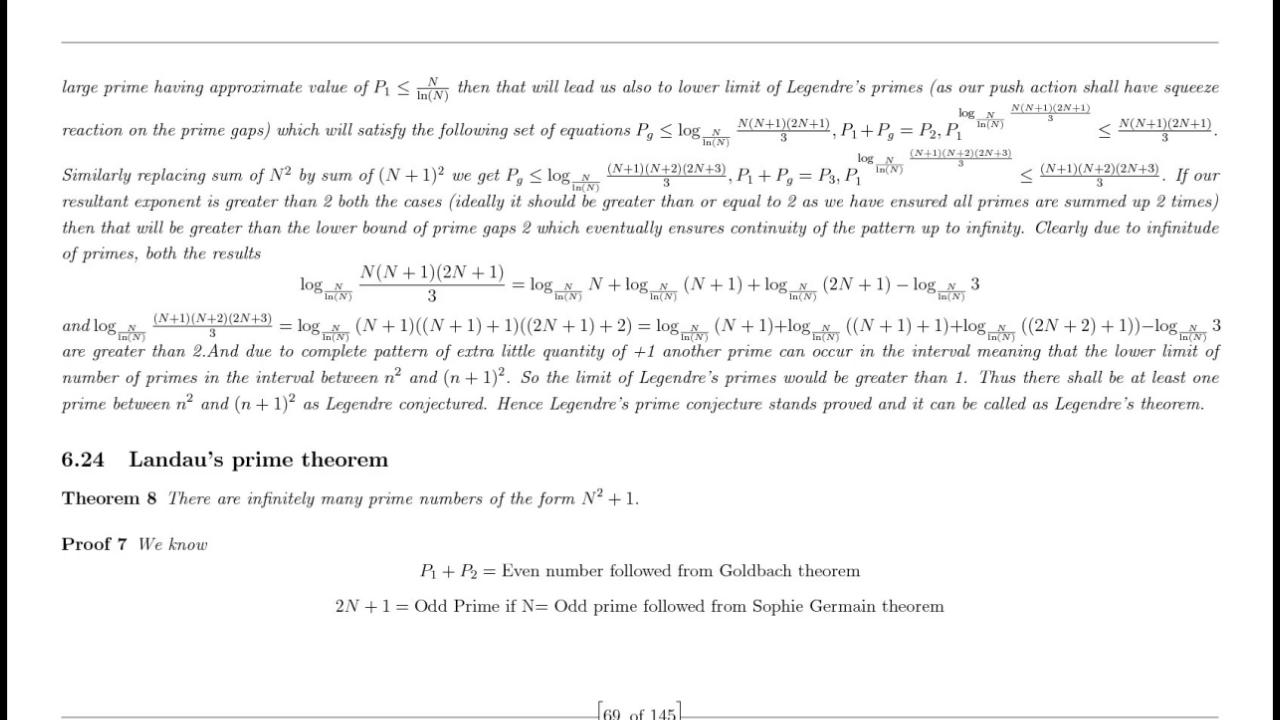 large prime having approximate value of P₁ ≤ N/ln(N) then that will lead us also to lower limit of Legendre's primes (as our push action shall have squeeze
reaction on the prime gaps) which will satisfy the following set of equations P_g ≤ log_{N/ln(N)} N(N+1)(2N+1)/3, P₁ + P_g = P₂, P₁^{log_{N/ln(N)} N(N+1)(2N+1)/3} ≤ N(N+1)(2N+1)/3.
Similarly replacing sum of N² by sum of (N + 1)² we get P_g ≤ log_{N/ln(N)} (N+1)(N+2)(2N+3)/3, P₁ + P_g = P₃, P₁^{log_{N/ln(N)} (N+1)(N+2)(2N+3)/3} ≤ (N+1)(N+2)(2N+3)/3. If our
resultant exponent is greater than 2 both the cases (ideally it should be greater than or equal to 2 as we have ensured all primes are summed up 2 times)
then that will be greater than the lower bound of prime gaps 2 which eventually ensures continuity of the pattern up to infinity. Clearly due to infinitude
of primes, both the results
log_{N/ln(N)} N(N + 1)(2N + 1)/3 = log_{N/ln(N)} N + log_{N/ln(N)} (N + 1) + log_{N/ln(N)} (2N + 1) − log_{N/ln(N)} 3
and log_{N/ln(N)} (N+1)(N+2)(2N+3)/3 = log_{N/ln(N)} (N + 1)((N + 1) + 1)((2N + 1) + 2) = log_{N/ln(N)} (N + 1)+log_{N/ln(N)} ((N + 1) + 1)+log_{N/ln(N)} ((2N + 2) + 1))−log_{N/ln(N)} 3
are greater than 2.And due to complete pattern of extra little quantity of +1 another prime can occur in the interval meaning that the lower limit of
number of primes in the interval between n² and (n + 1)². So the limit of Legendre's primes would be greater than 1. Thus there shall be at least one
prime between n² and (n + 1)² as Legendre conjectured. Hence Legendre's prime conjecture stands proved and it can be called as Legendre's theorem.
6.24 Landau's prime theorem
Theorem 8 There are infinitely many prime numbers of the form N² + 1.
Proof 7 We know
P₁ + P₂ = Even number followed from Goldbach theorem
2N + 1 = Odd Prime if N= Odd prime followed from Sophie Germain theorem
[69 of 145]